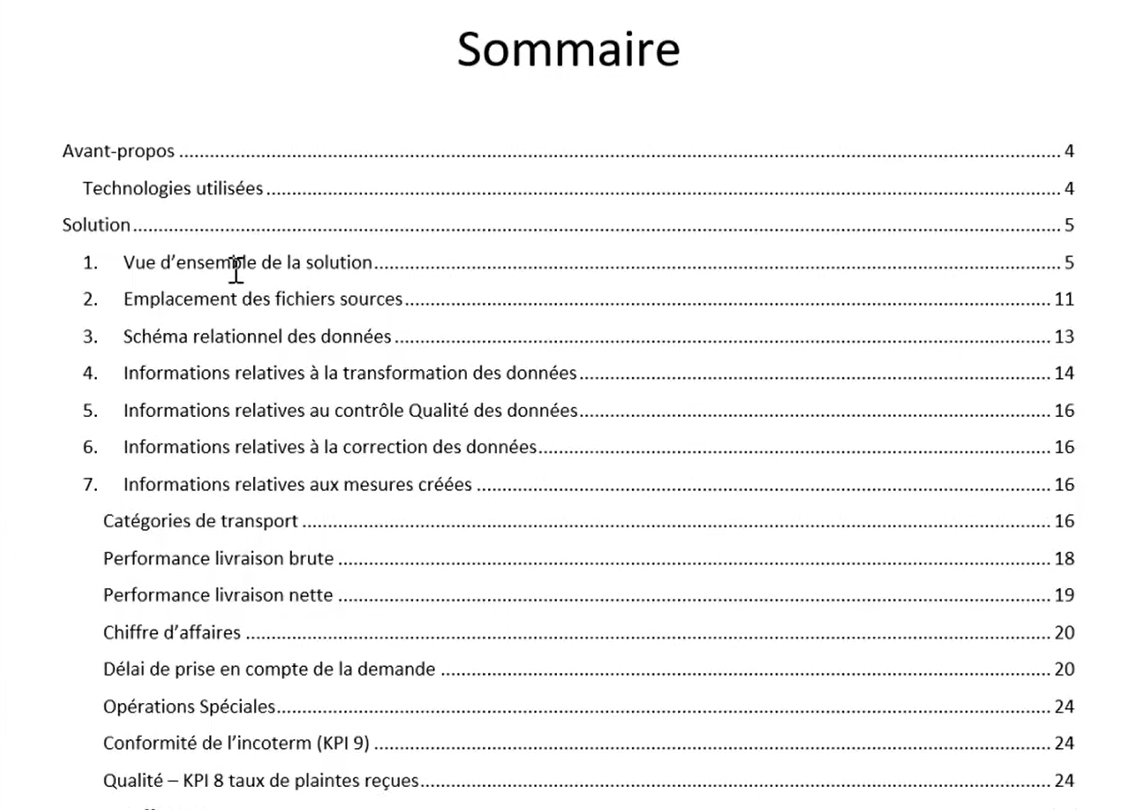 Sommaire
Avant-propos ........ 4
Technologies utilisées ........ 4
Solution ........ 5
1. Vue d’ensemble de la solution ........ 5
2. Emplacement des fichiers sources ........ 11
3. Schéma relationnel des données ........ 13
4. Informations relatives à la transformation des données ........ 14
5. Informations relatives au contrôle Qualité des données ........ 16
6. Informations relatives à la correction des données ........ 16
7. Informations relatives aux mesures créées ........ 16
Catégories de transport ........ 16
Performance livraison brute ........ 18
Performance livraison nette ........ 19
Chiffre d’affaires ........ 20
Délai de prise en compte de la demande ........ 20
Opérations Spéciales ........ 24
Conformité de l’incoterm (KPI 9) ........ 24
Qualité – KPI 8 taux de plaintes reçues ........ 24